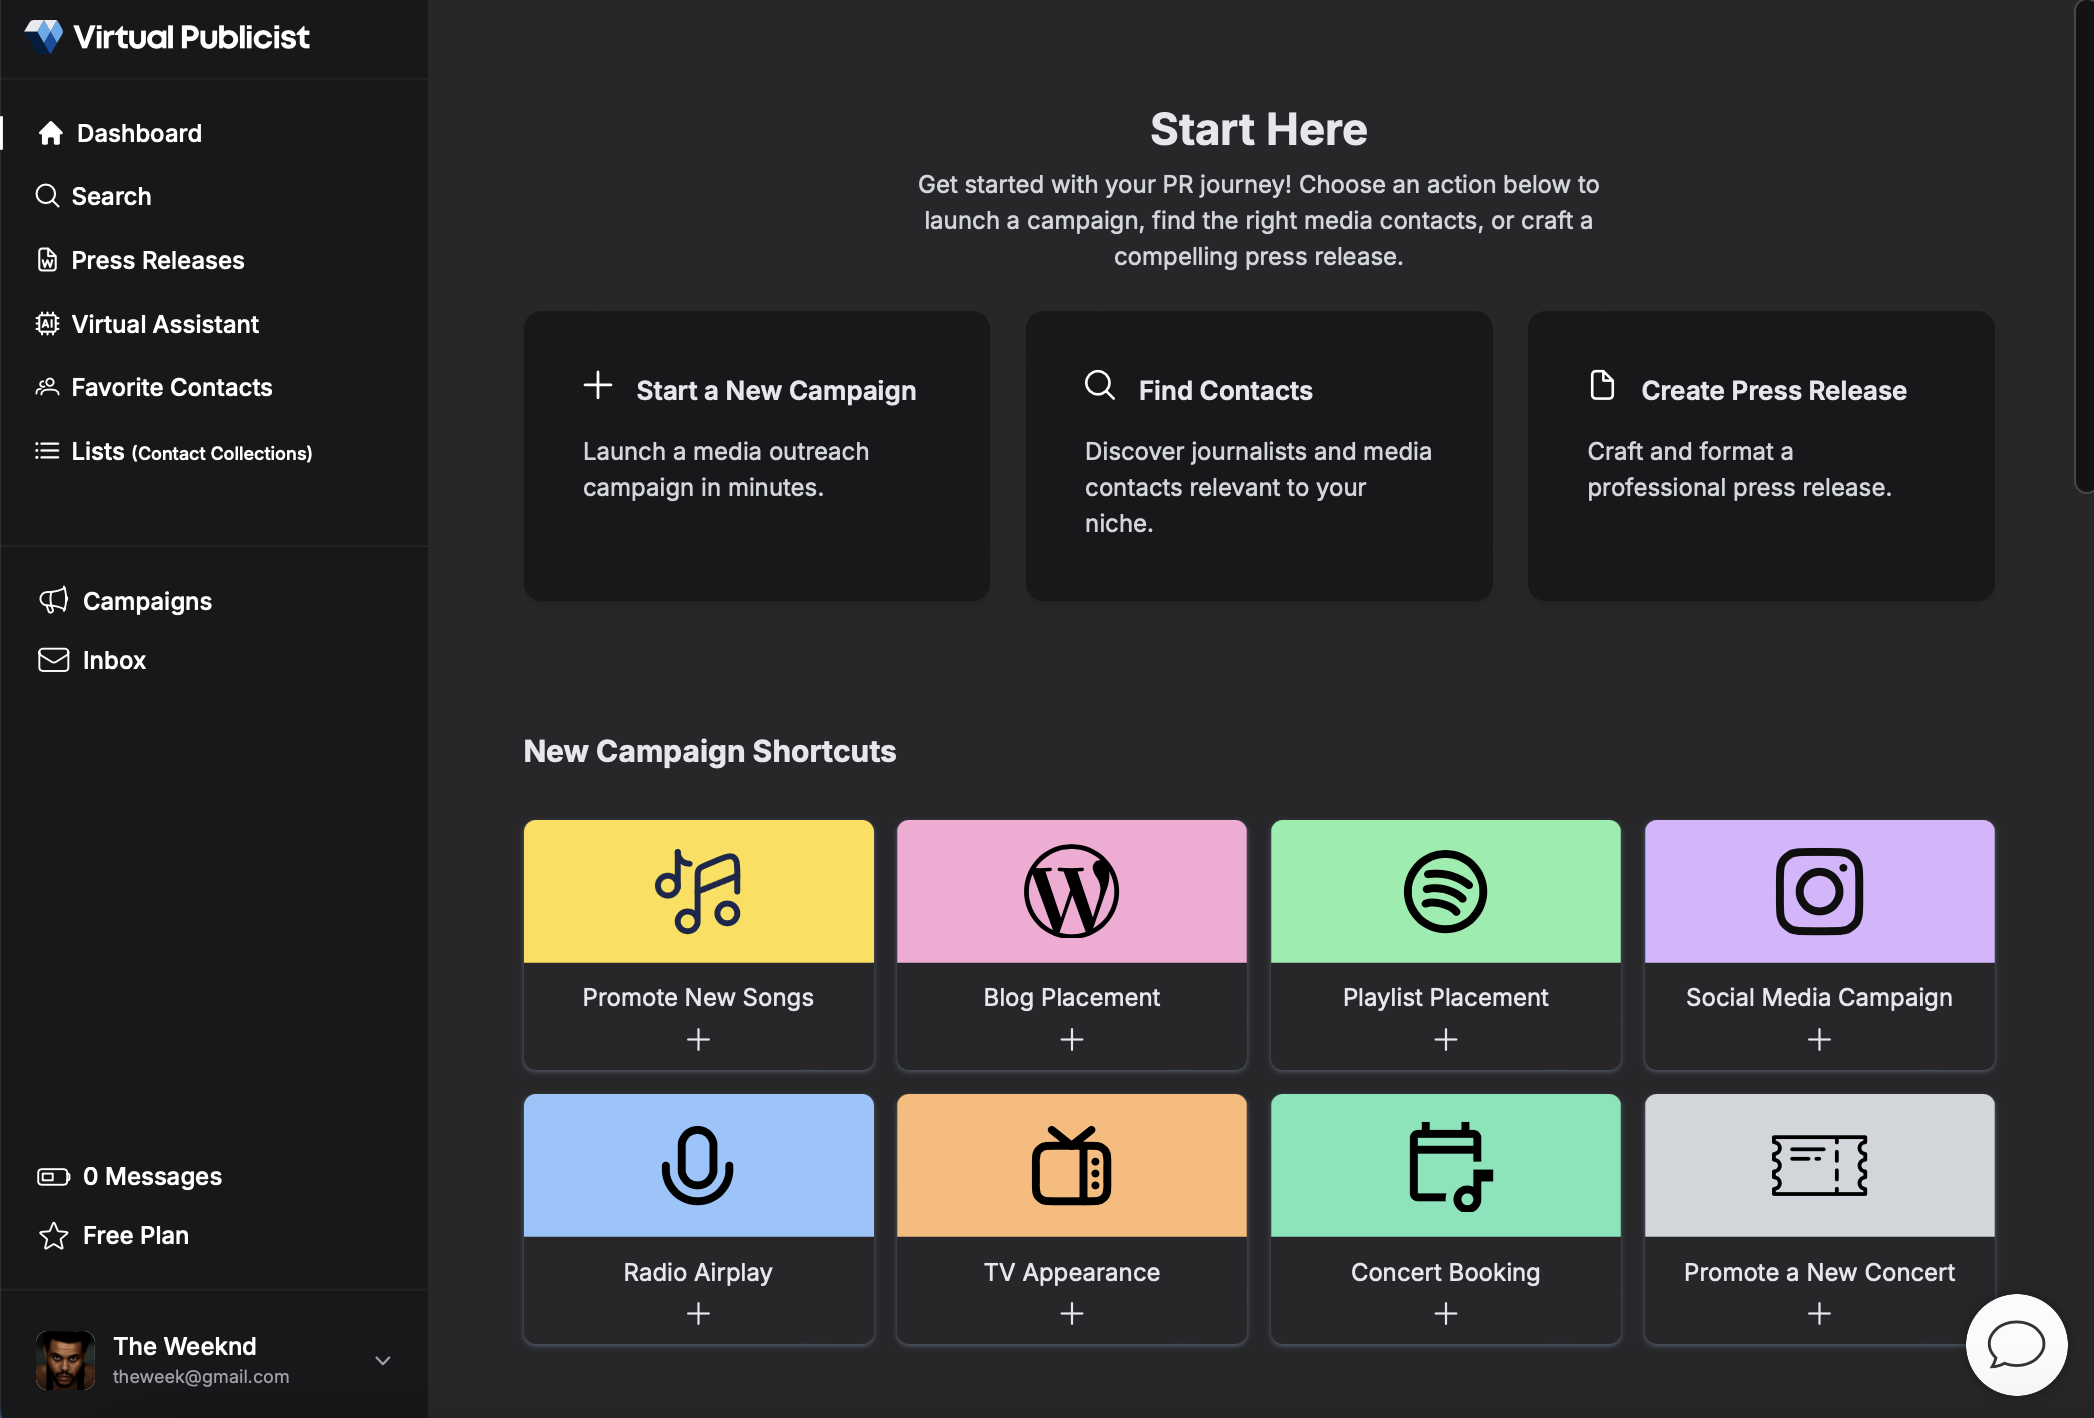 Virtual Publicist
Dashboard
Search
Press Releases
Virtual Assistant
Favorite Contacts
Lists (Contact Collections)
Campaigns
Inbox
0 Messages
Free Plan
The Weeknd
theweek@gmail.com
Start Here
Get started with your PR journey! Choose an action below to
launch a campaign, find the right media contacts, or craft a
compelling press release.
Start a New Campaign
Launch a media outreach
campaign in minutes.
Find Contacts
Discover journalists and media
contacts relevant to your
niche.
Create Press Release
Craft and format a
professional press release.
New Campaign Shortcuts
Promote New Songs
Blog Placement
Playlist Placement
Social Media Campaign
Radio Airplay
TV Appearance
Concert Booking
Promote a New Concert